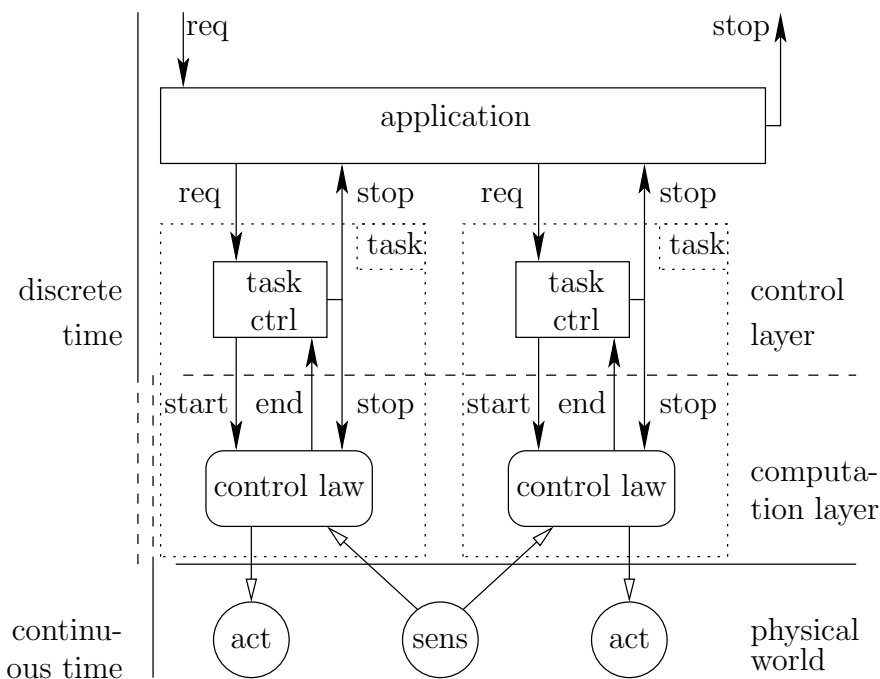 req
stop
application
req
stop
req
stop
task
task
task
ctrl
task
ctrl
discrete
time
control
layer
start
end
stop
start
end
stop
control law
control law
computa-
tion layer
act
sens
act
continu-
ous time
physical
world